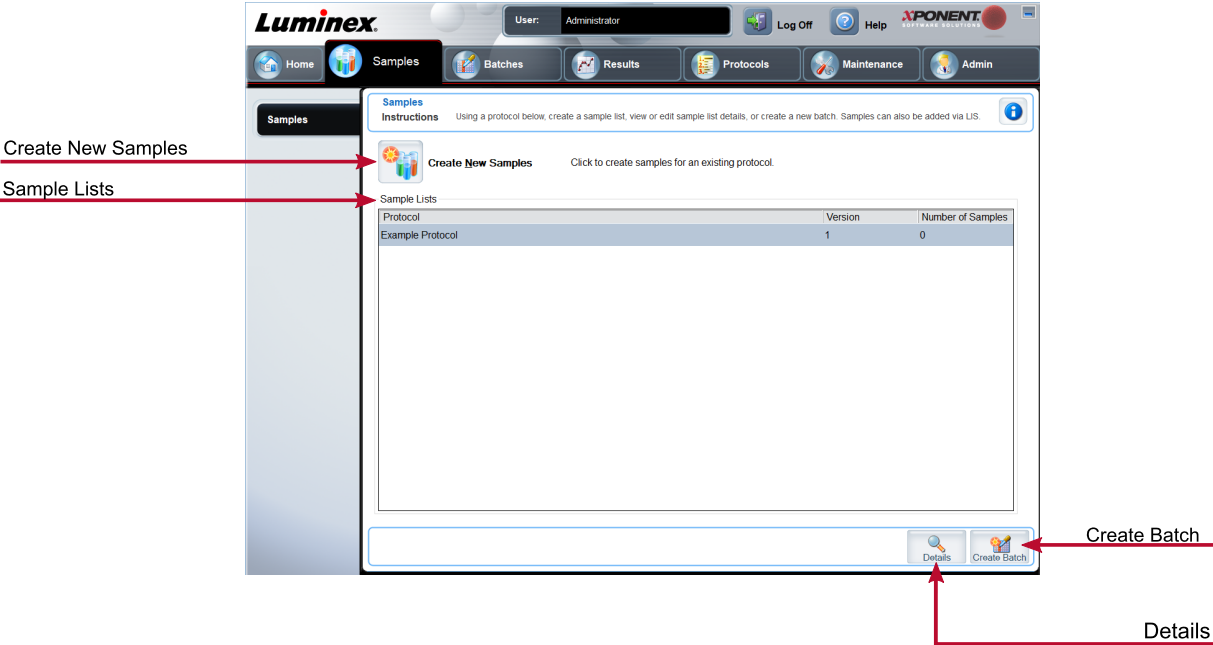 Luminex.
User: Administrator
Log Off
Help
XPONENT.
SOFTWARE SOLUTIONS
Home
Samples
Batches
Results
Protocols
Maintenance
Admin
Samples
Samples
Instructions
Using a protocol below, create a sample list, view or edit sample list details, or create a new batch. Samples can also be added via LIS.
Create New Samples
Create New Samples
Click to create samples for an existing protocol.
Sample Lists
Sample Lists
Protocol Version Number of Samples
Example Protocol 1 0
Details
Create Batch
Create Batch
Details